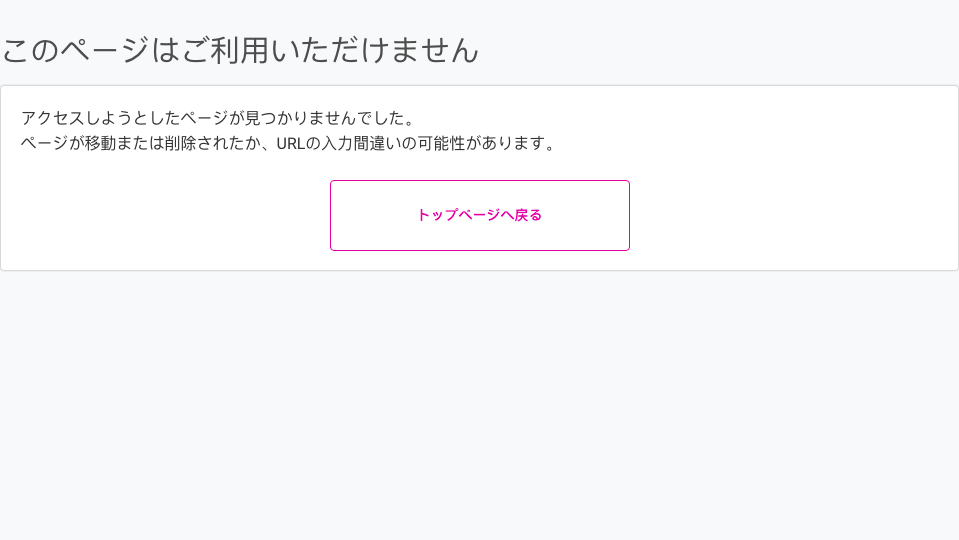 このページはご利用いただけません
アクセスしようとしたページが見つかりませんでした。
ページが移動または削除されたか、URLの入力間違いの可能性があります。
トップページへ戻る